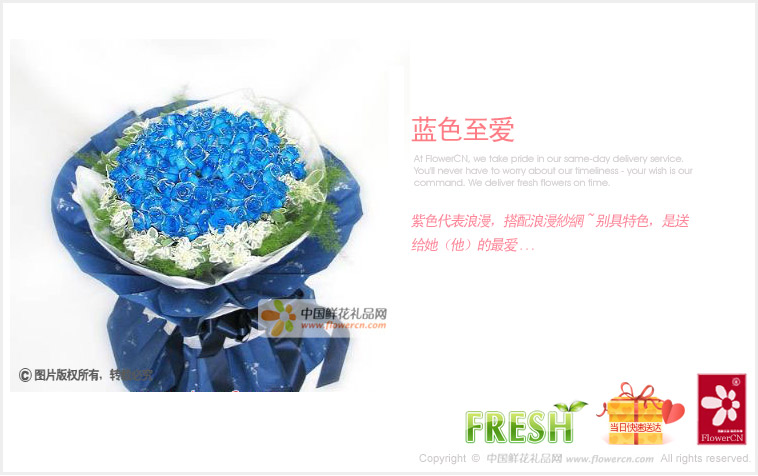 蓝色至爱
At FlowerCN, we take pride in our same-day delivery service.
You'll never have to worry about our timeliness - your wish is our
command. We deliver fresh flowers on time.
紫色代表浪漫，搭配浪漫纱網 ~ 别具特色，是送
给她（他）的最爱 . . .
中国鲜花礼品网
www.flowercn.com
© 图片版权所有，转
FRESH
当日快速送达
FlowerCN
Copyright © 中国鲜花礼品网 www.flowercn.com All rights reserved.